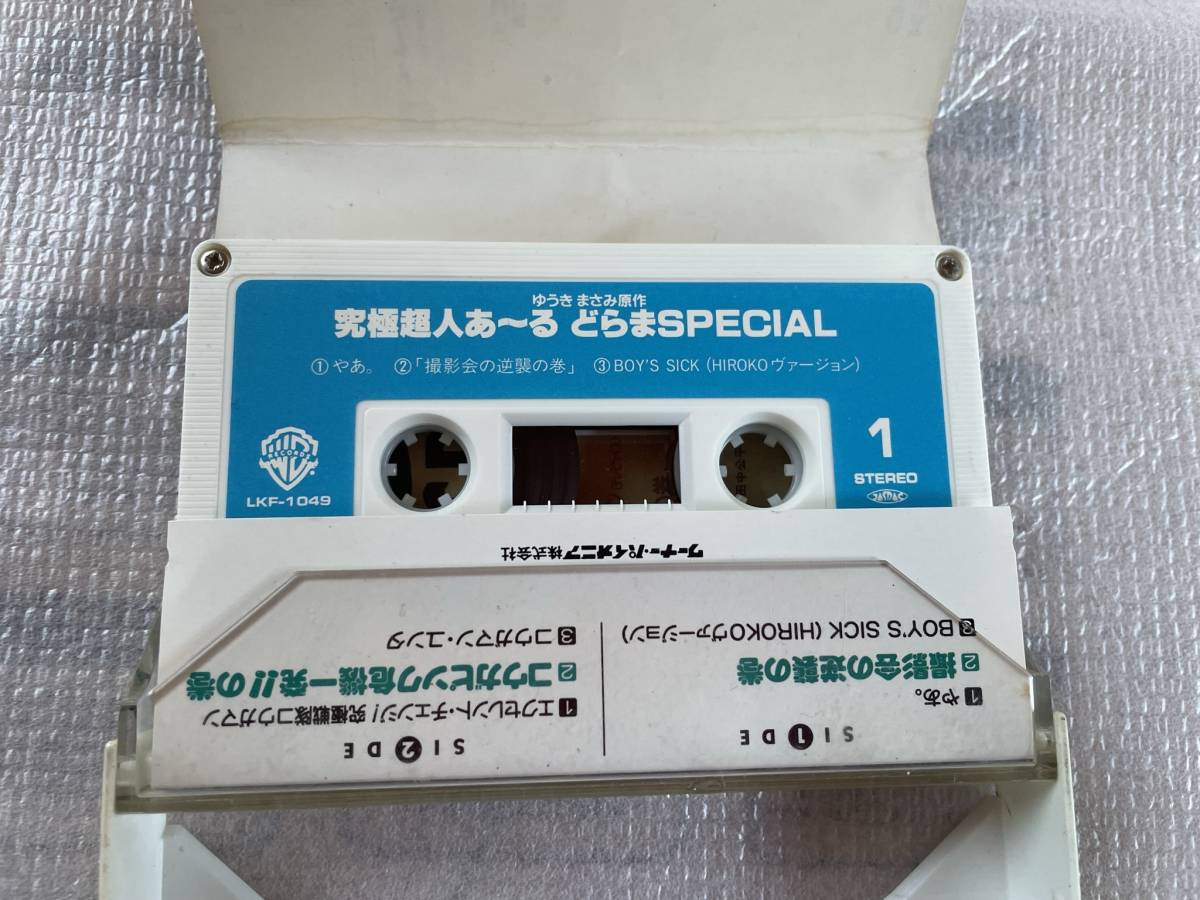 ゆうき まさみ原作
究極超人あ〜る どらまSPECIAL
①やあ。 ②「撮影会の逆襲の巻」 ③BOY'S SICK (HIROKOヴァージョン)
WB
RECORDS
LKF-1049
1
STEREO
JASRAC
ワーナー・パイオニア株式会社
SIDE 1
1 やあ。
2 撮影会の逆襲の巻
3 BOY'S SICK (HIROKOヴァージョン)
SIDE 2
1 エクセレント・チェンジ!究極戦隊コウガマン
2 コウガピンク危機一発!!の巻
3 コウガマン・ユンタ